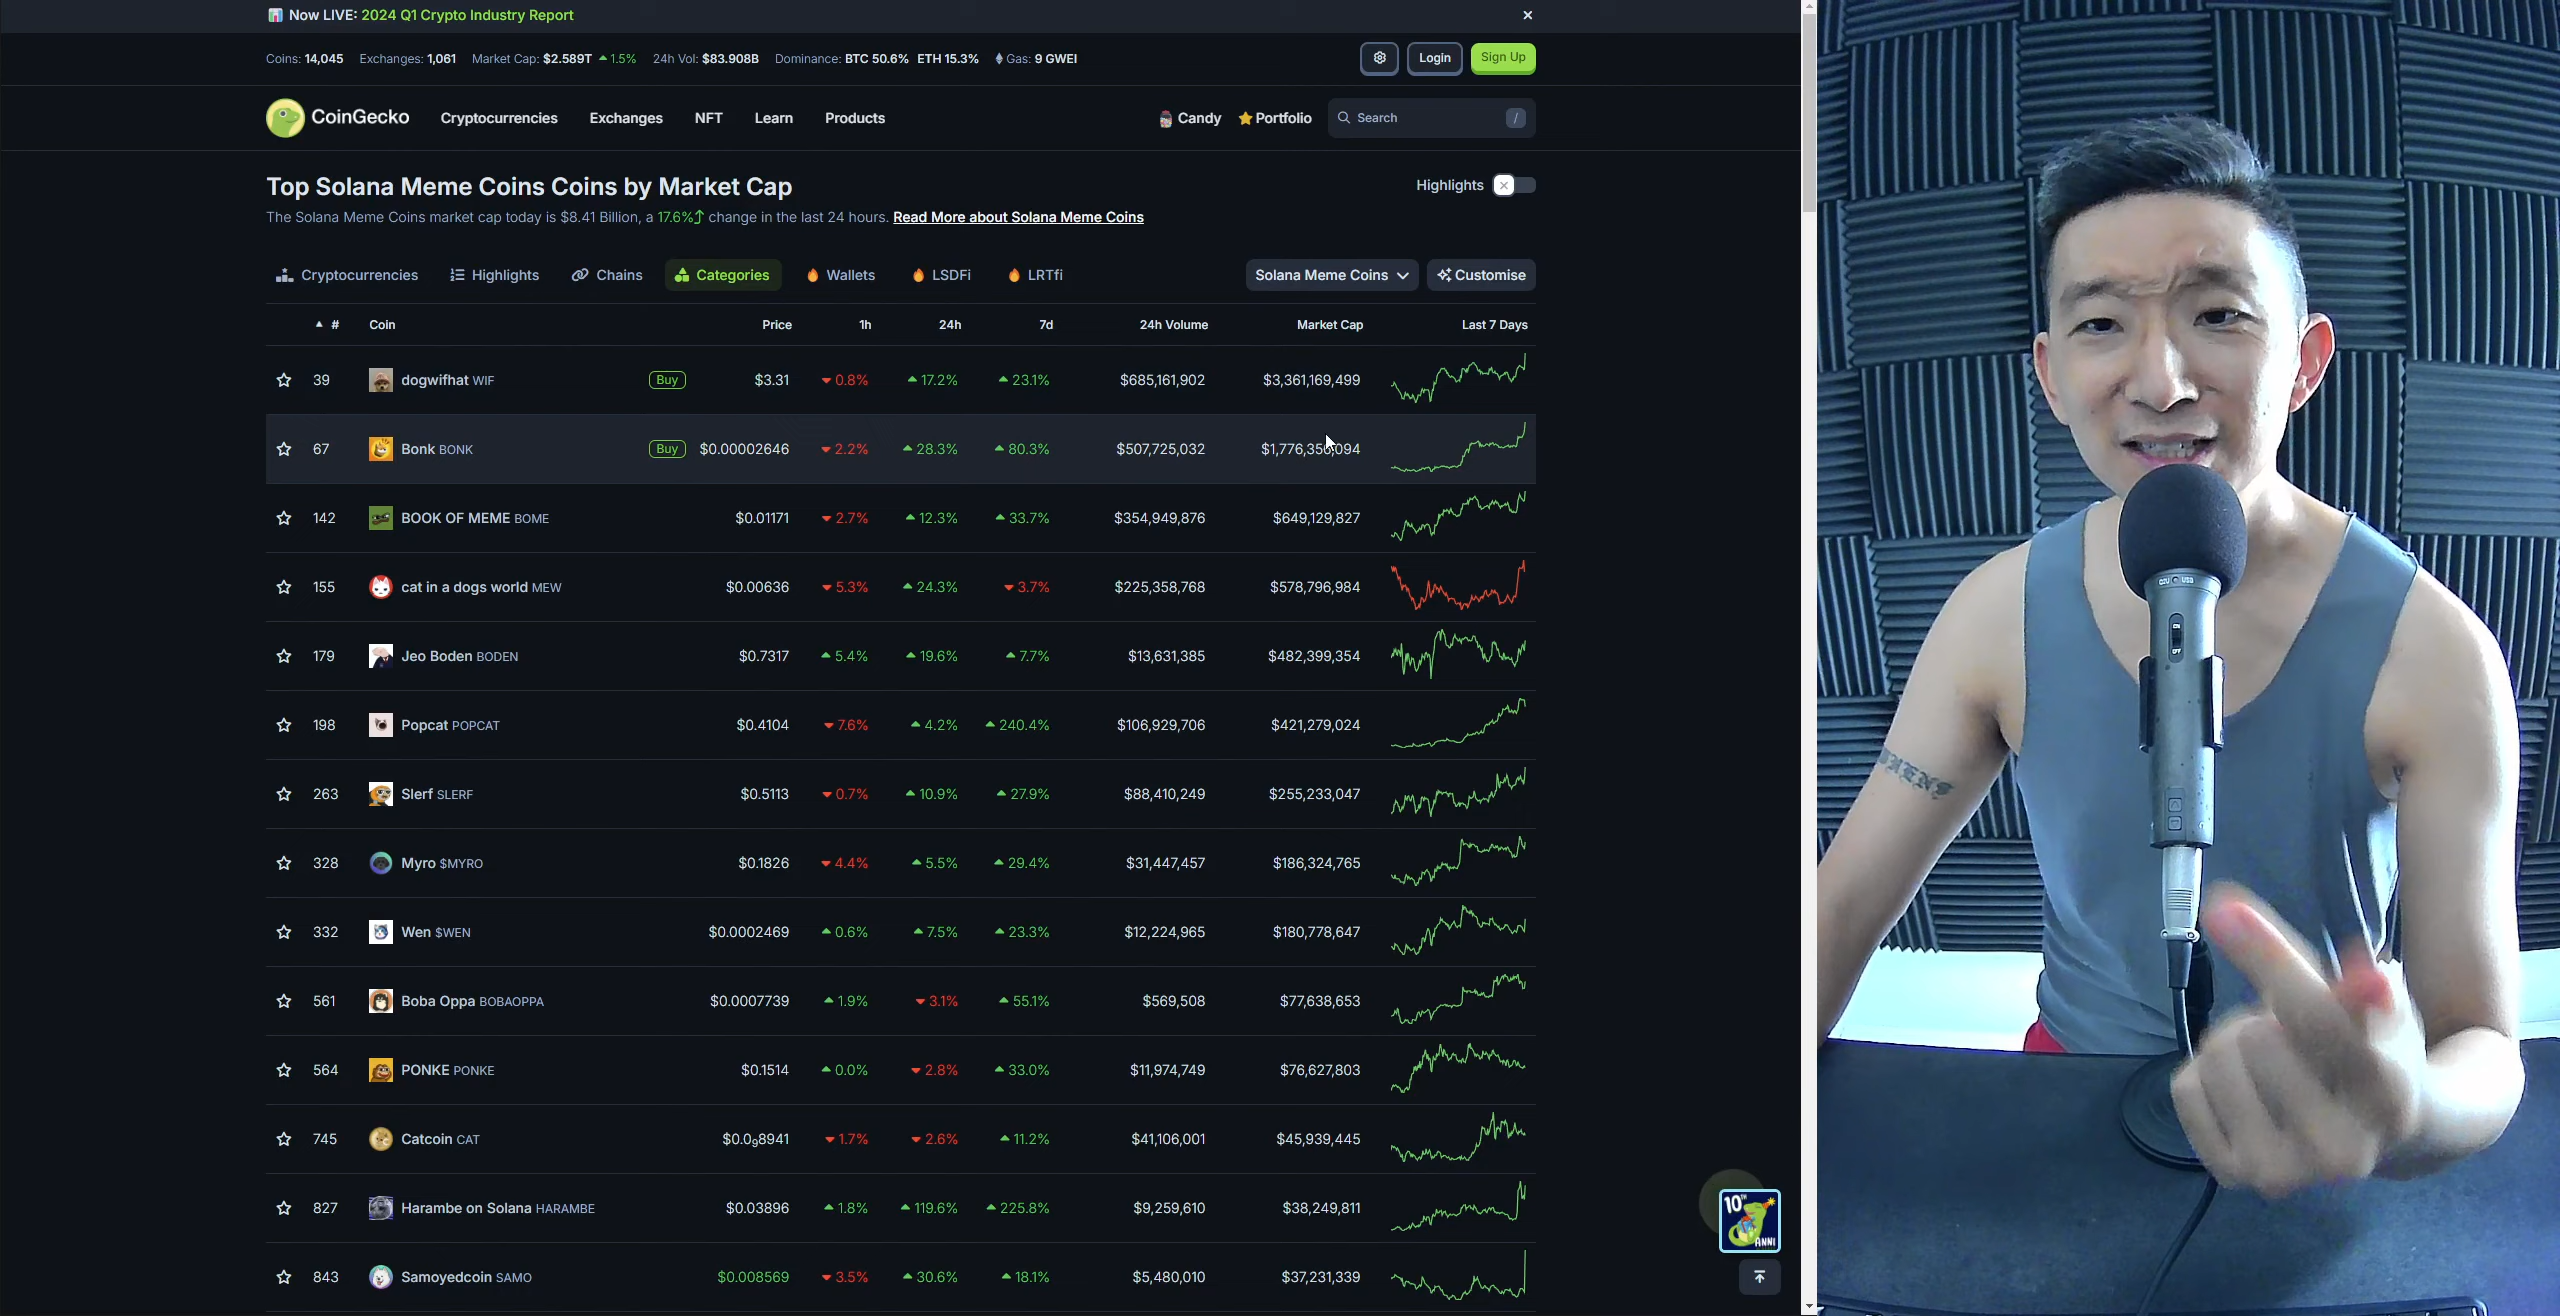 Now LIVE: 2024 Q1 Crypto Industry Report
Coins: 14,045 Exchanges: 1,061 Market Cap: $2.589T 1.5% 24h Vol: $83.908B Dominance: BTC 50.6% ETH 15.3% Gas: 9 GWEI Login Sign Up
CoinGecko Cryptocurrencies Exchanges NFT Learn Products Candy Portfolio Search /
Top Solana Meme Coins Coins by Market Cap Highlights
The Solana Meme Coins market cap today is $8.41 Billion, a 17.6% change in the last 24 hours. Read More about Solana Meme Coins
Cryptocurrencies Highlights Chains Categories Wallets LSDFi LRTfi Solana Meme Coins Customise
# Coin Price 1h 24h 7d 24h Volume Market Cap Last 7 Days
39 dogwifhat WIF Buy $3.31 0.8% 17.2% 23.1% $685,161,902 $3,361,169,499
67 Bonk BONK Buy $0.00002646 2.2% 28.3% 80.3% $507,725,032 $1,776,350,094
142 BOOK OF MEME BOME $0.01171 2.7% 12.3% 33.7% $354,949,876 $649,129,827
155 cat in a dogs world MEW $0.00636 5.3% 24.3% 3.7% $225,358,768 $578,796,984
179 Jeo Boden BODEN $0.7317 5.4% 19.6% 7.7% $13,631,385 $482,399,354
198 Popcat POPCAT $0.4104 7.6% 4.2% 240.4% $106,929,706 $421,279,024
263 Slerf SLERF $0.5113 0.7% 10.9% 27.9% $88,410,249 $255,233,047
328 Myro $MYRO $0.1826 4.4% 5.5% 29.4% $31,447,457 $186,324,765
332 Wen $WEN $0.0002469 0.6% 7.5% 23.3% $12,224,965 $180,778,647
561 Boba Oppa BOBAOPPA $0.0007739 1.9% 3.1% 55.1% $569,508 $77,638,653
564 PONKE PONKE $0.1514 0.0% 2.8% 33.0% $11,974,749 $76,627,803
745 Catcoin CAT $0.0₉8941 1.7% 2.6% 11.2% $41,106,001 $45,939,445
827 Harambe on Solana HARAMBE $0.03896 1.8% 119.6% 225.8% $9,259,610 $38,249,811
843 Samoyedcoin SAMO $0.008569 3.5% 30.6% 18.1% $5,480,010 $37,231,339
10TH
ANNI
ON
OFF